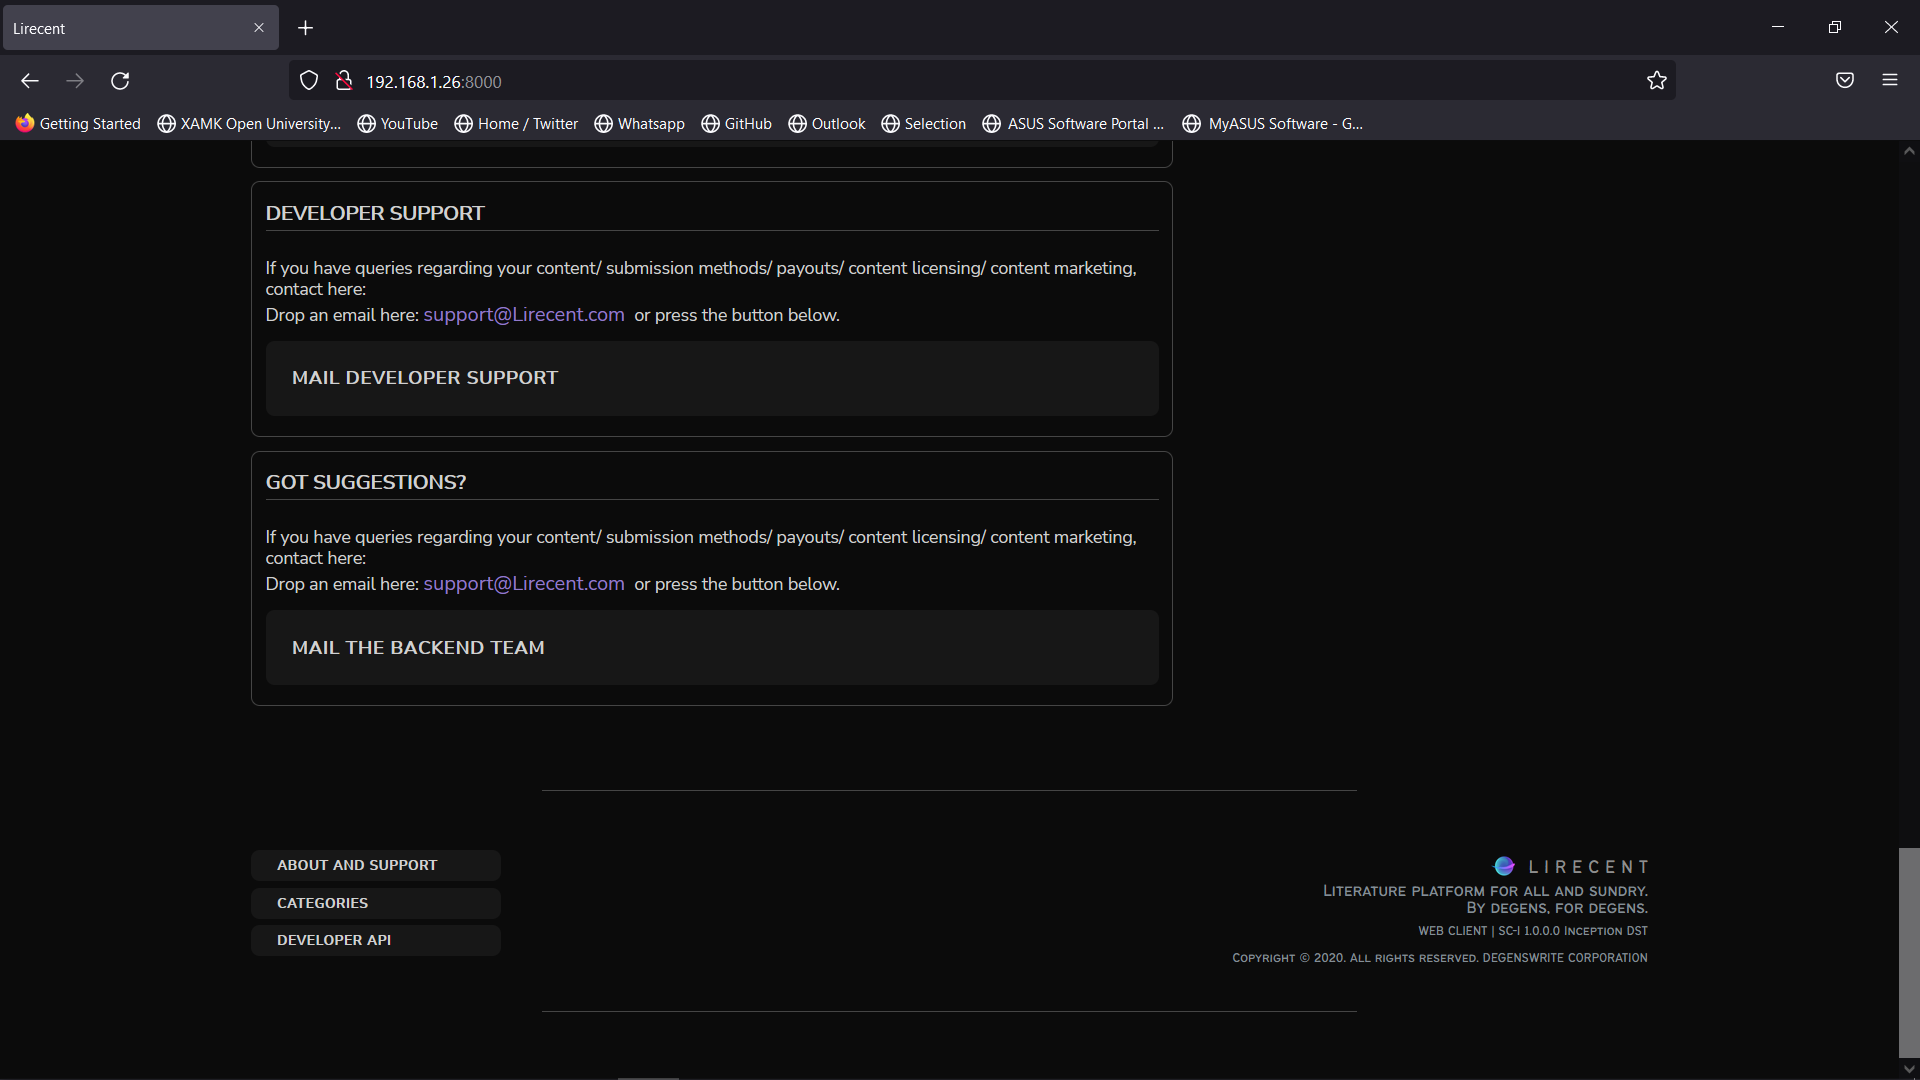 Lirecent
192.168.1.26:8000
Getting Started
XAMK Open University...
YouTube
Home / Twitter
Whatsapp
GitHub
Outlook
Selection
ASUS Software Portal ...
MyASUS Software - G...
DEVELOPER SUPPORT
If you have queries regarding your content/ submission methods/ payouts/ content licensing/ content marketing,
contact here:
Drop an email here: support@Lirecent.com or press the button below.
MAIL DEVELOPER SUPPORT
GOT SUGGESTIONS?
If you have queries regarding your content/ submission methods/ payouts/ content licensing/ content marketing,
contact here:
Drop an email here: support@Lirecent.com or press the button below.
MAIL THE BACKEND TEAM
ABOUT AND SUPPORT
CATEGORIES
DEVELOPER API
LIRECENT
Literature platform for all and sundry.
By degens, for degens.
WEB CLIENT | SC-I 1.0.0.0 Inception DST
Copyright © 2020. All rights reserved. DEGENSWRITE CORPORATION